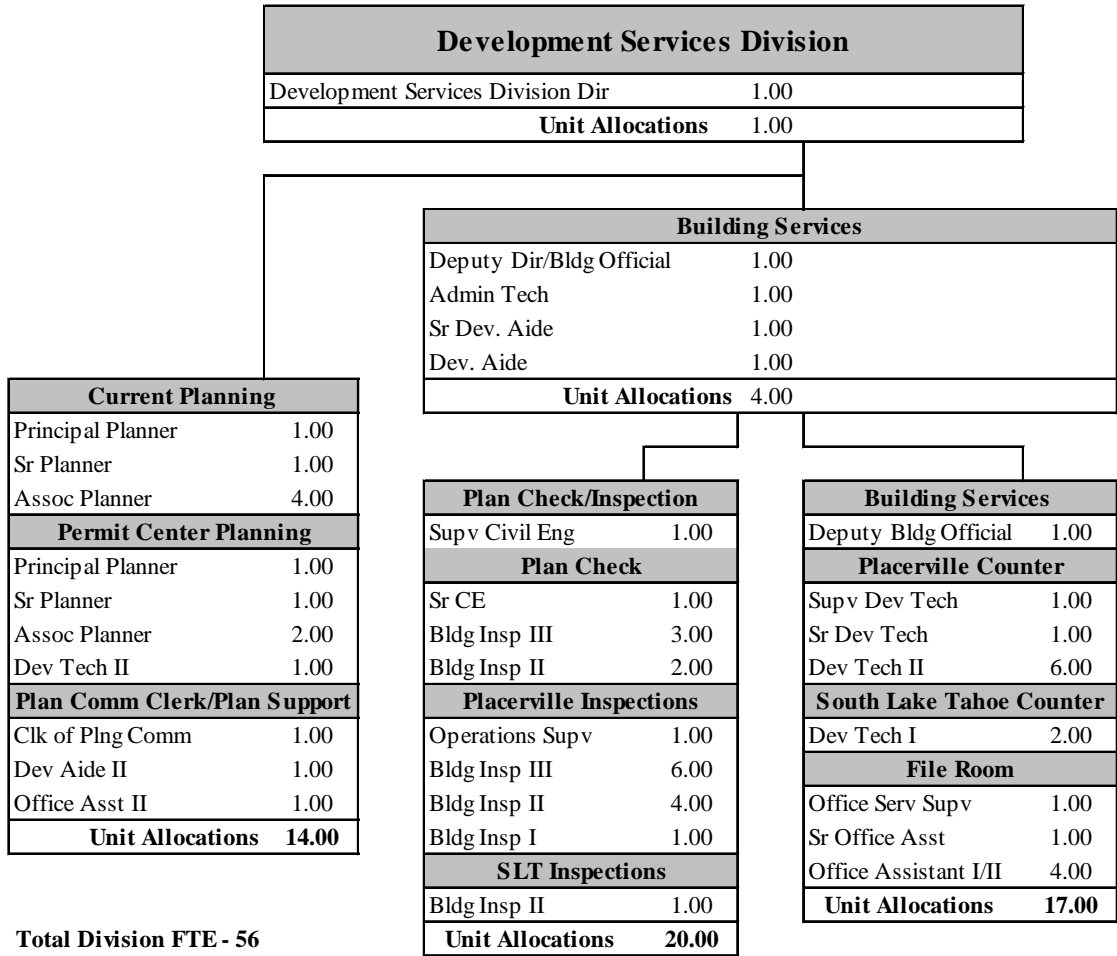 Development Services Division
Development Services Division Dir 1.00
Unit Allocations 1.00
Building Services
Deputy Dir/Bldg Official 1.00
Admin Tech 1.00
Sr Dev. Aide 1.00
Dev. Aide 1.00
Unit Allocations 4.00
Current Planning
Principal Planner 1.00
Sr Planner 1.00
Assoc Planner 4.00
Permit Center Planning
Principal Planner 1.00
Sr Planner 1.00
Assoc Planner 2.00
Dev Tech II 1.00
Plan Comm Clerk/Plan Support
Clk of Plng Comm 1.00
Dev Aide II 1.00
Office Asst II 1.00
Unit Allocations 14.00
Plan Check/Inspection
Supv Civil Eng 1.00
Plan Check
Sr CE 1.00
Bldg Insp III 3.00
Bldg Insp II 2.00
Placerville Inspections
Operations Supv 1.00
Bldg Insp III 6.00
Bldg Insp II 4.00
Bldg Insp I 1.00
SLT Inspections
Bldg Insp II 1.00
Unit Allocations 20.00
Building Services
Deputy Bldg Official 1.00
Placerville Counter
Supv Dev Tech 1.00
Sr Dev Tech 1.00
Dev Tech II 6.00
South Lake Tahoe Counter
Dev Tech I 2.00
File Room
Office Serv Supv 1.00
Sr Office Asst 1.00
Office Assistant I/II 4.00
Unit Allocations 17.00
Total Division FTE - 56